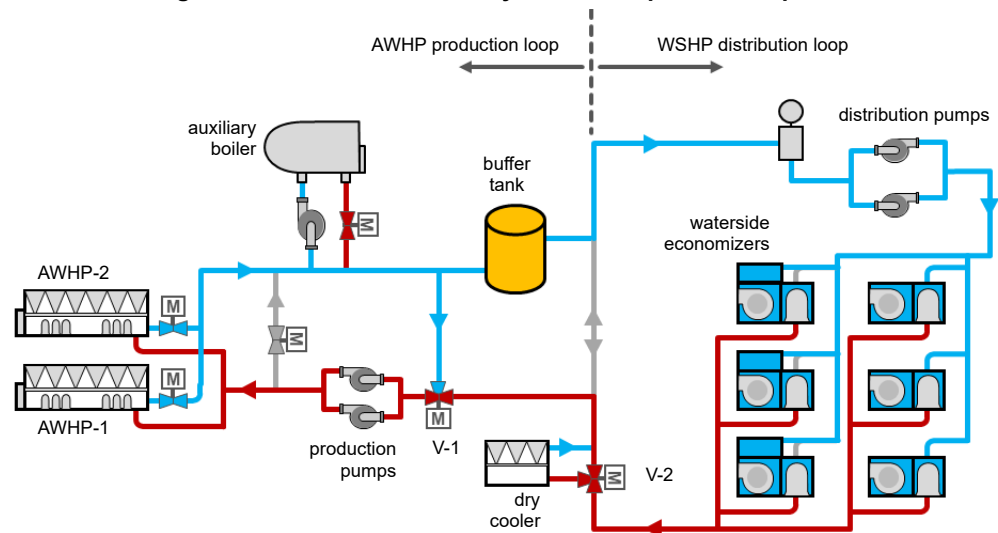 AWHP production loop
WSHP distribution loop
auxiliary
boiler
distribution pumps
buffer
tank
M
waterside
economizers
AWHP-2
M
M
M
AWHP-1
M
production
pumps
V-1
M
V-2
dry
cooler